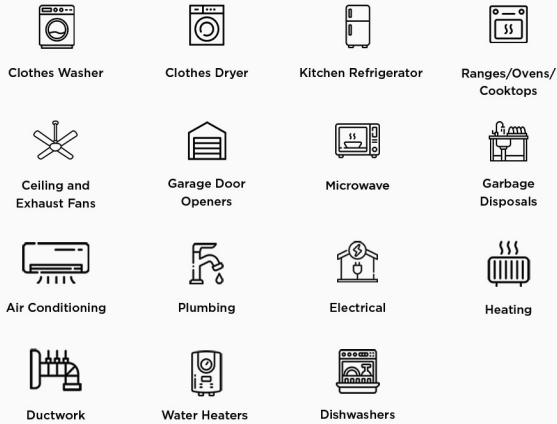 Clothes Washer
Clothes Dryer
Kitchen Refrigerator
Ranges/Ovens/
Cooktops
Ceiling and
Exhaust Fans
Garage Door
Openers
Microwave
Garbage
Disposals
Air Conditioning
Plumbing
Electrical
Heating
Ductwork
Water Heaters
Dishwashers